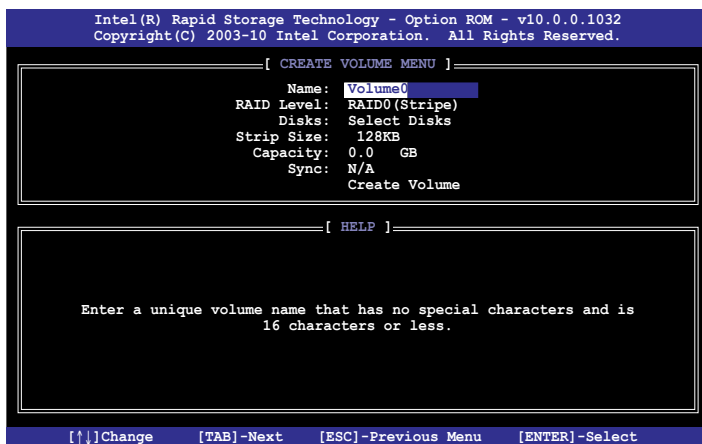 Intel(R) Rapid Storage Technology - Option ROM - v10.0.0.1032
Copyright(C) 2003-10 Intel Corporation. All Rights Reserved.
[ CREATE VOLUME MENU ]
Name: Volume0
RAID Level: RAID0(Stripe)
Disks: Select Disks
Strip Size: 128KB
Capacity: 0.0 GB
Sync: N/A
Create Volume
[ HELP ]
Enter a unique volume name that has no special characters and is
16 characters or less.
[↑↓]Change [TAB]-Next [ESC]-Previous Menu [ENTER]-Select